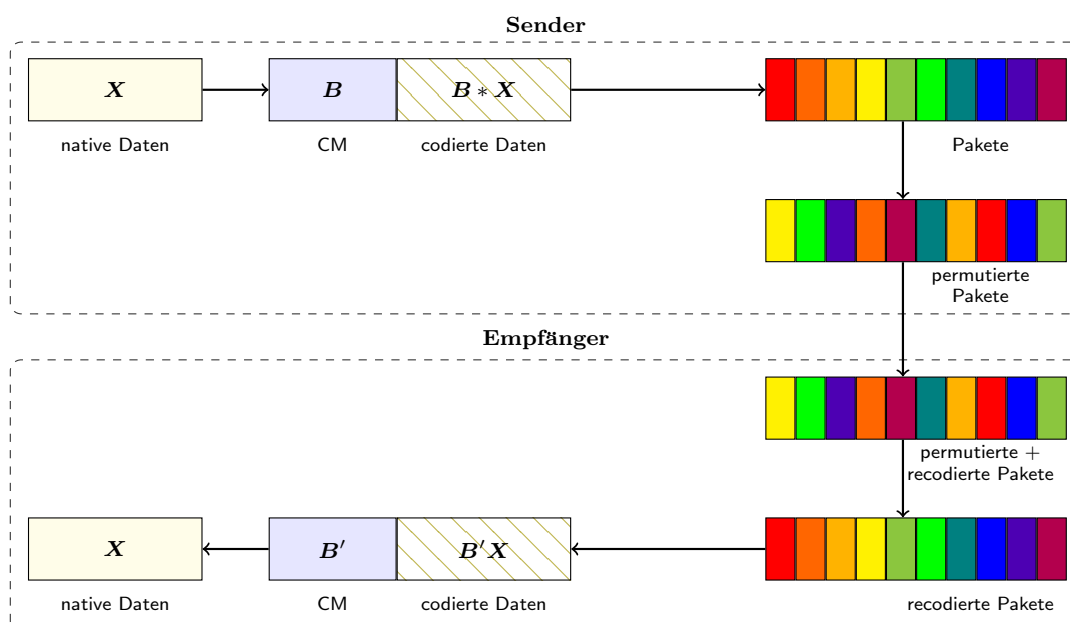 Sender
X
B
B * X
native Daten
CM
codierte Daten
Pakete
permutierte
Pakete
Empfänger
permutierte +
recodierte Pakete
X
B′
B′X
native Daten
CM
codierte Daten
recodierte Pakete